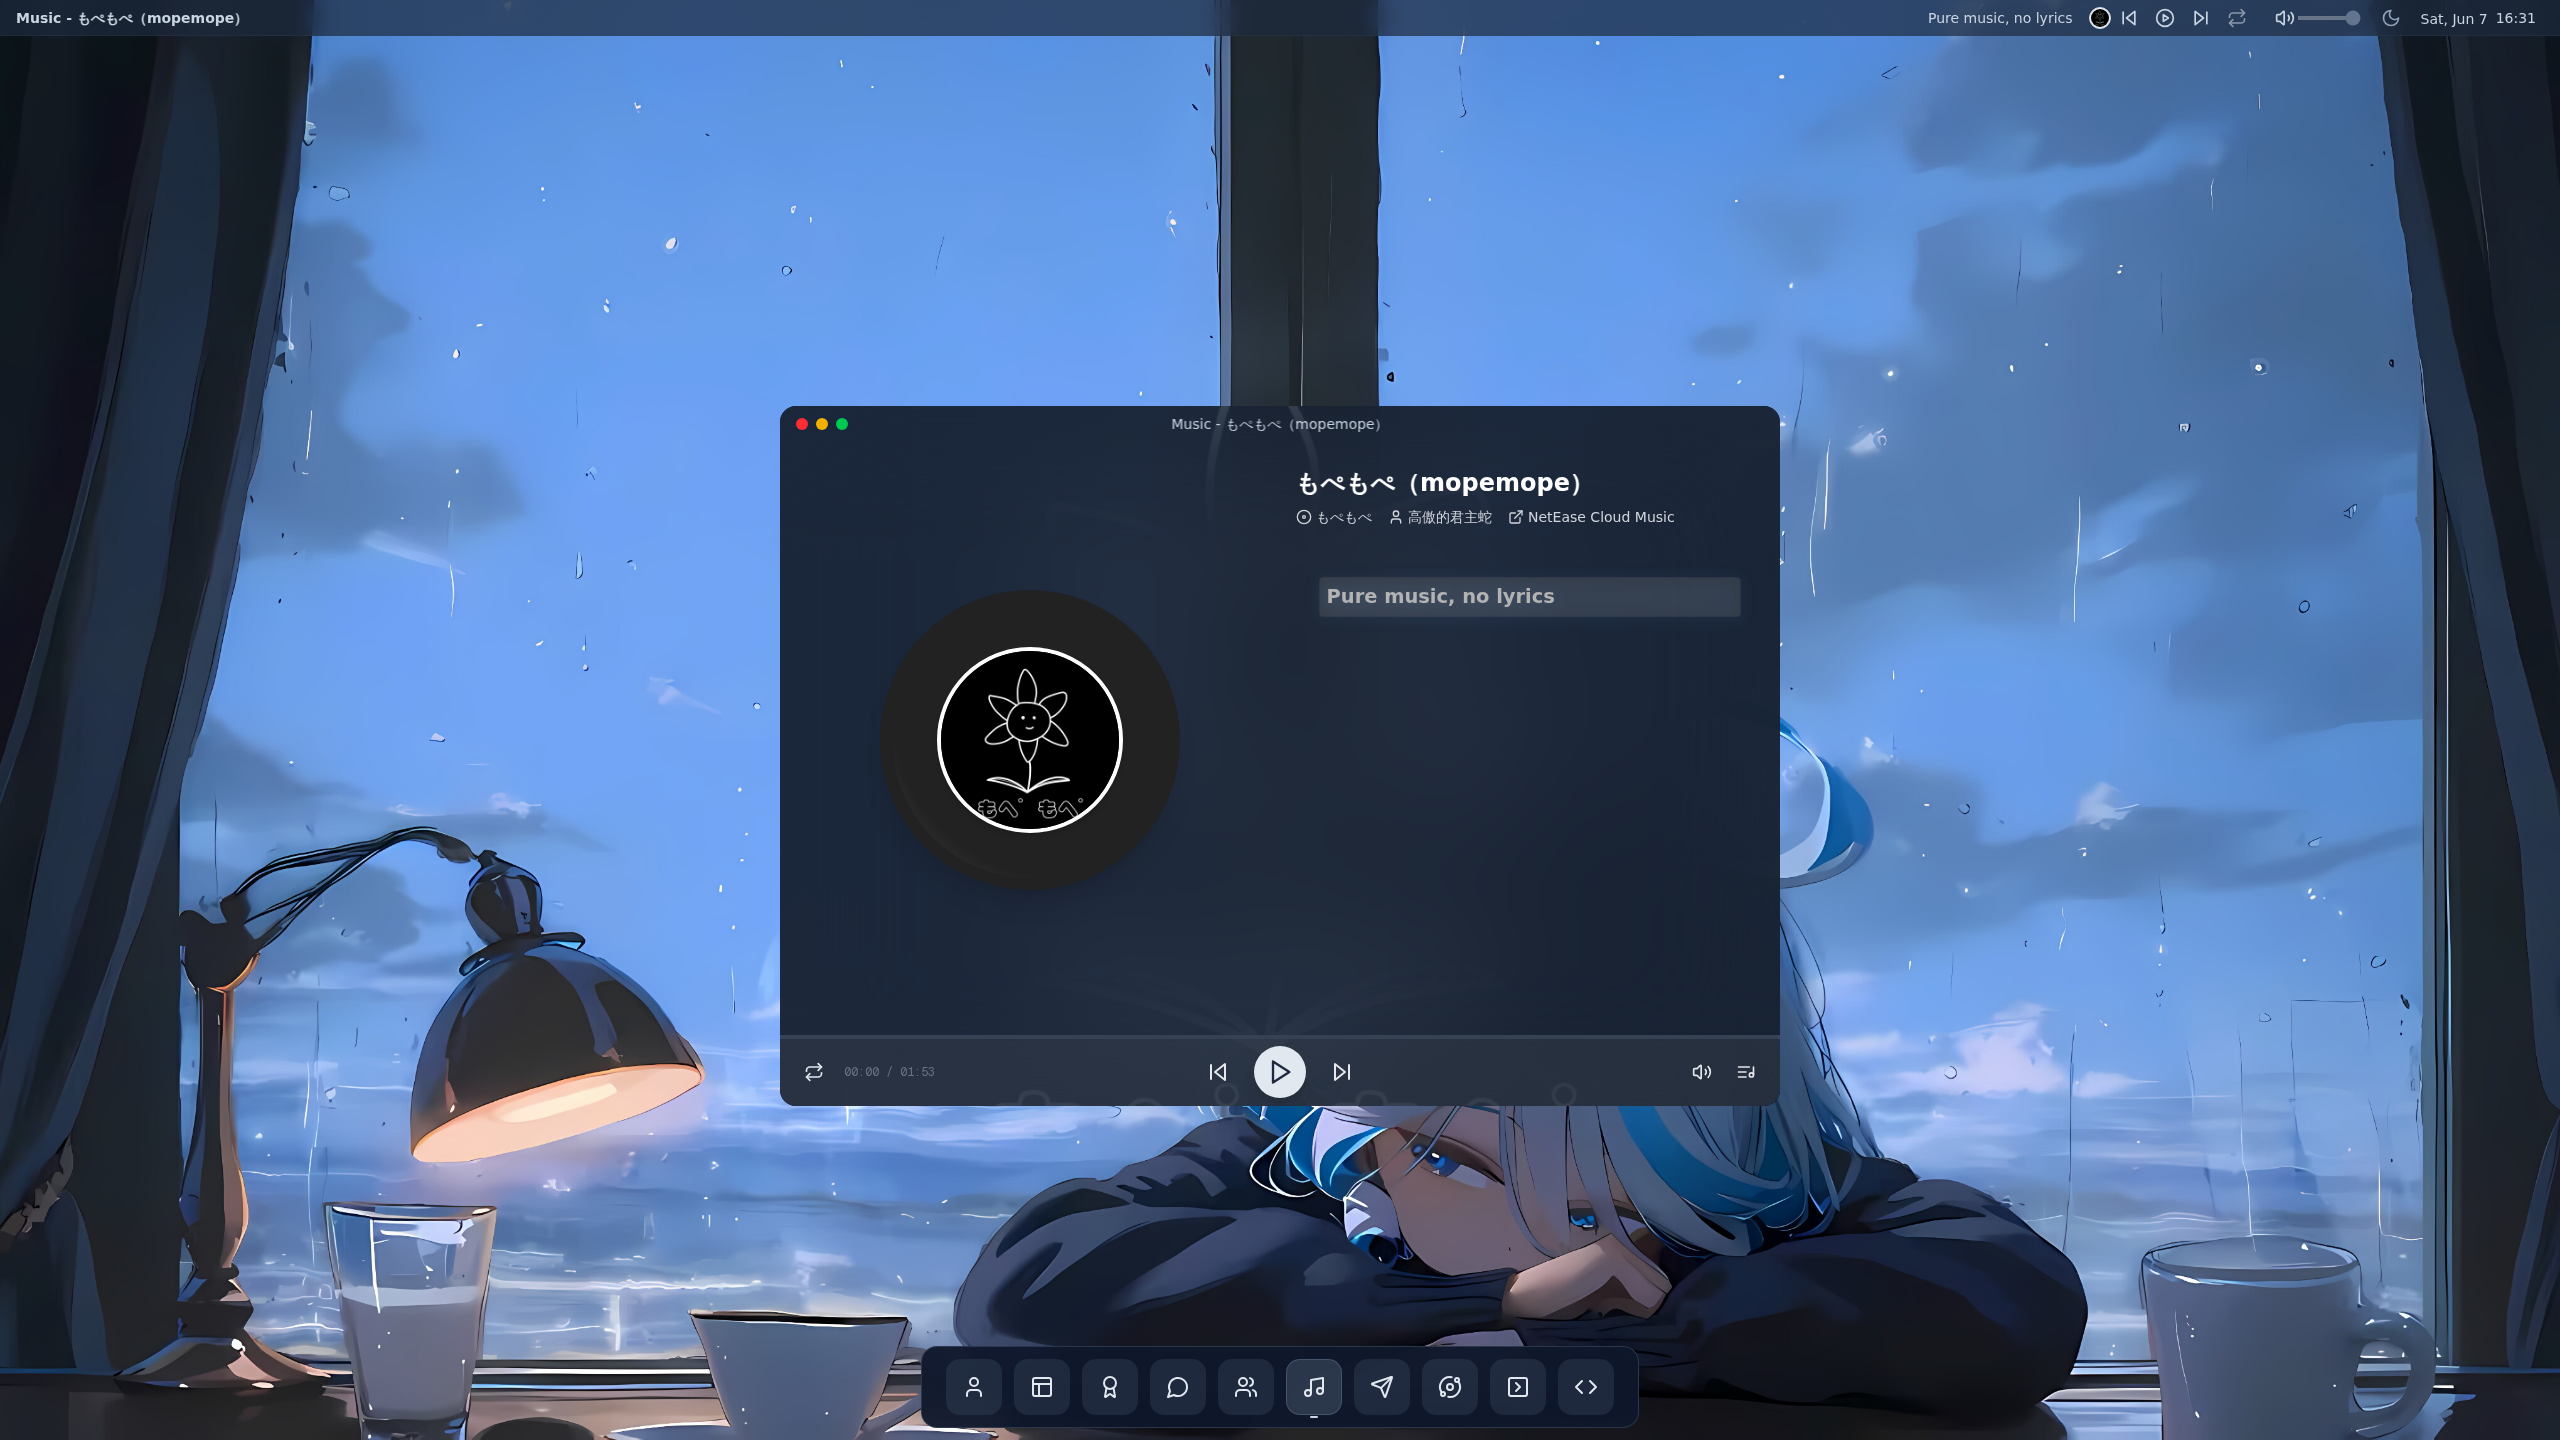 Music - もぺもぺ（mopemope）
Pure music, no lyrics
Sat, Jun 7 16:31
Music - もぺもぺ（mopemope）
もぺもぺ（mopemope）
もぺもぺ 高傲的君主蛇 NetEase Cloud Music
Pure music, no lyrics
もぺ もぺ
00:00 / 01:53